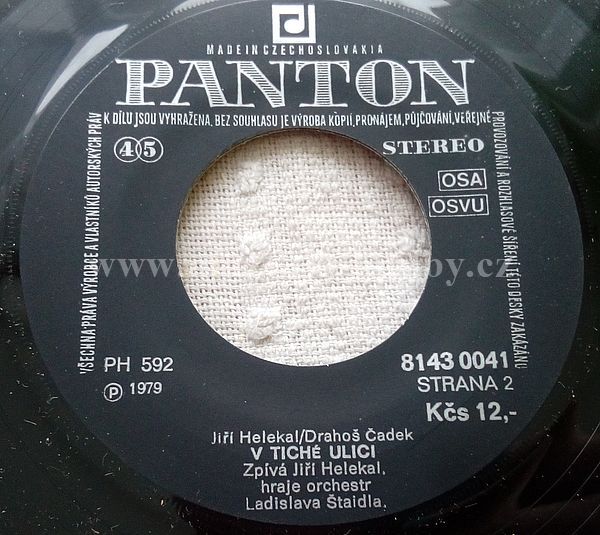 MADE IN CZECHOSLOVAKIA
PANTON
VŠECHNA PRÁVA VÝROBCE A VLASTNÍKŮ AUTORSKÝCH PRÁV
K DÍLU JSOU VYHRAŽENA. BEZ SOUHLASU JE VÝROBA KOPIÍ, PRONÁJEM, PŮJČOVÁNÍ, VEŘEJNÉ
PROVOZOVÁNÍ A ROZHLASOVÉ ŠÍŘENÍ TÉTO DESKY ZAKÁZÁNO
45
STEREO
OSA
OSVU
PH 592
℗ 1979
8143 0041
STRANA 2
Kčs 12,-
Jiří Helekal/Drahoš Čadek
V TICHÉ ULICI
Zpívá Jiří Helekal,
hraje orchestr
Ladislava Štaidla.